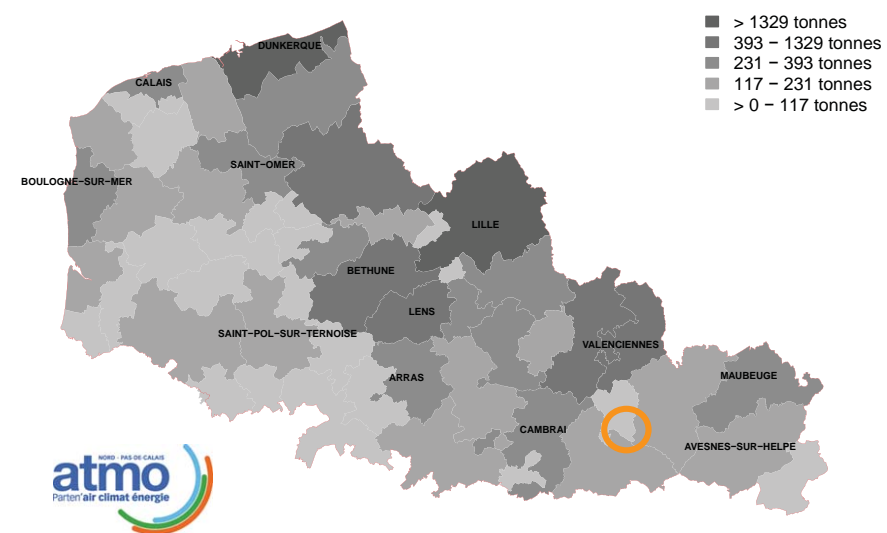 > 1329 tonnes
393 − 1329 tonnes
231 − 393 tonnes
117 − 231 tonnes
> 0 − 117 tonnes
DUNKERQUE
CALAIS
SAINT−OMER
BOULOGNE−SUR−MER
LILLE
BETHUNE
LENS
SAINT−POL−SUR−TERNOISE
VALENCIENNES
ARRAS
MAUBEUGE
CAMBRAI
AVESNES−SUR−HELPE
NORD - PAS DE CALAIS
atmo
Parten'air climat énergie